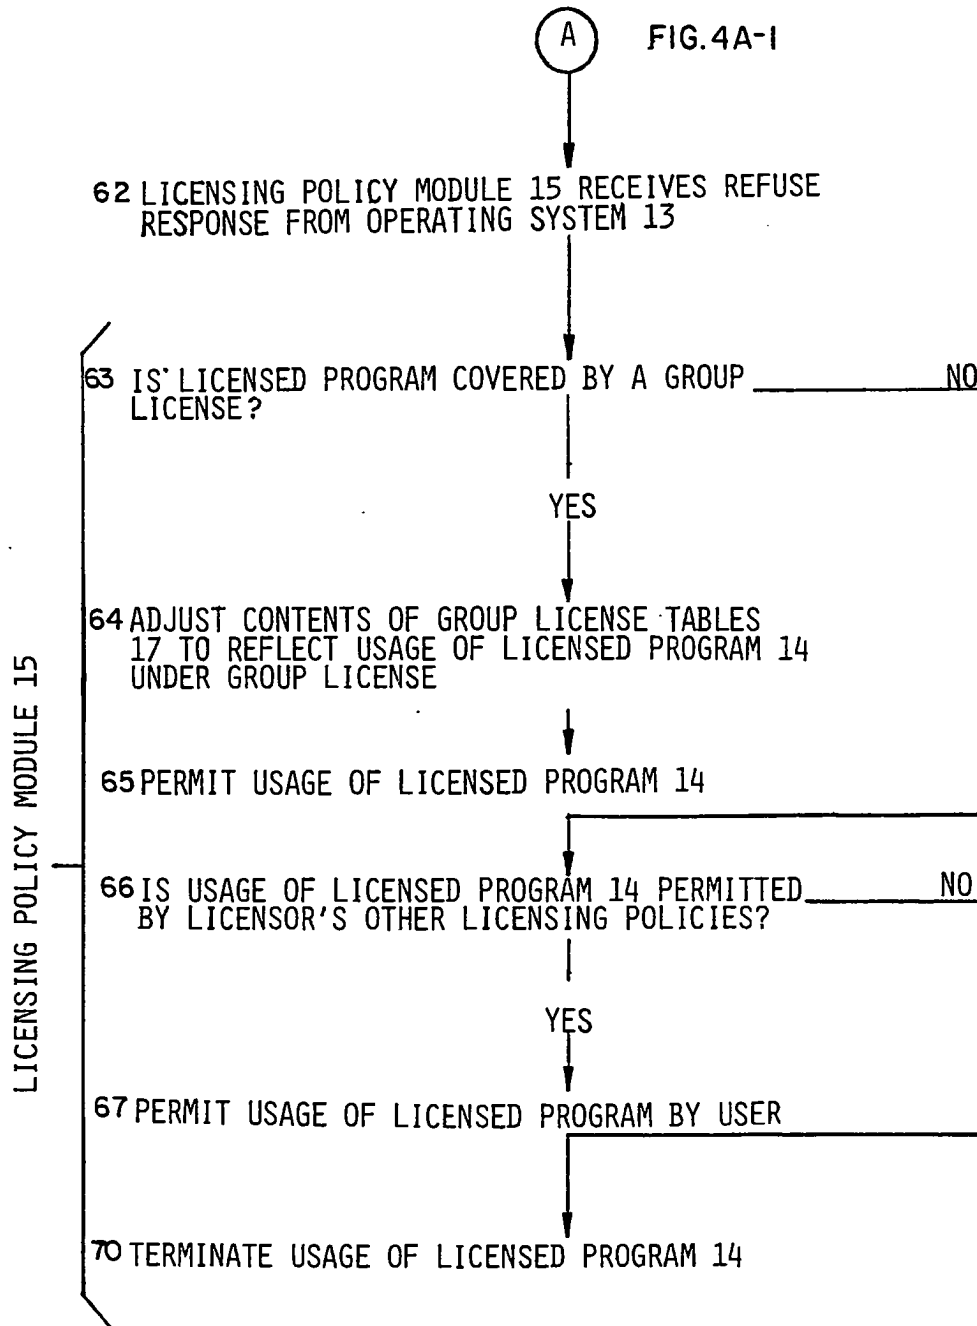 A
FIG. 4A-1
62 LICENSING POLICY MODULE 15 RECEIVES REFUSE
RESPONSE FROM OPERATING SYSTEM 13
63 IS LICENSED PROGRAM COVERED BY A GROUP NO
LICENSE?
YES
64 ADJUST CONTENTS OF GROUP LICENSE TABLES
17 TO REFLECT USAGE OF LICENSED PROGRAM 14
UNDER GROUP LICENSE
65 PERMIT USAGE OF LICENSED PROGRAM 14
66 IS USAGE OF LICENSED PROGRAM 14 PERMITTED NO
BY LICENSOR'S OTHER LICENSING POLICIES?
YES
67 PERMIT USAGE OF LICENSED PROGRAM BY USER
70 TERMINATE USAGE OF LICENSED PROGRAM 14
LICENSING POLICY MODULE 15